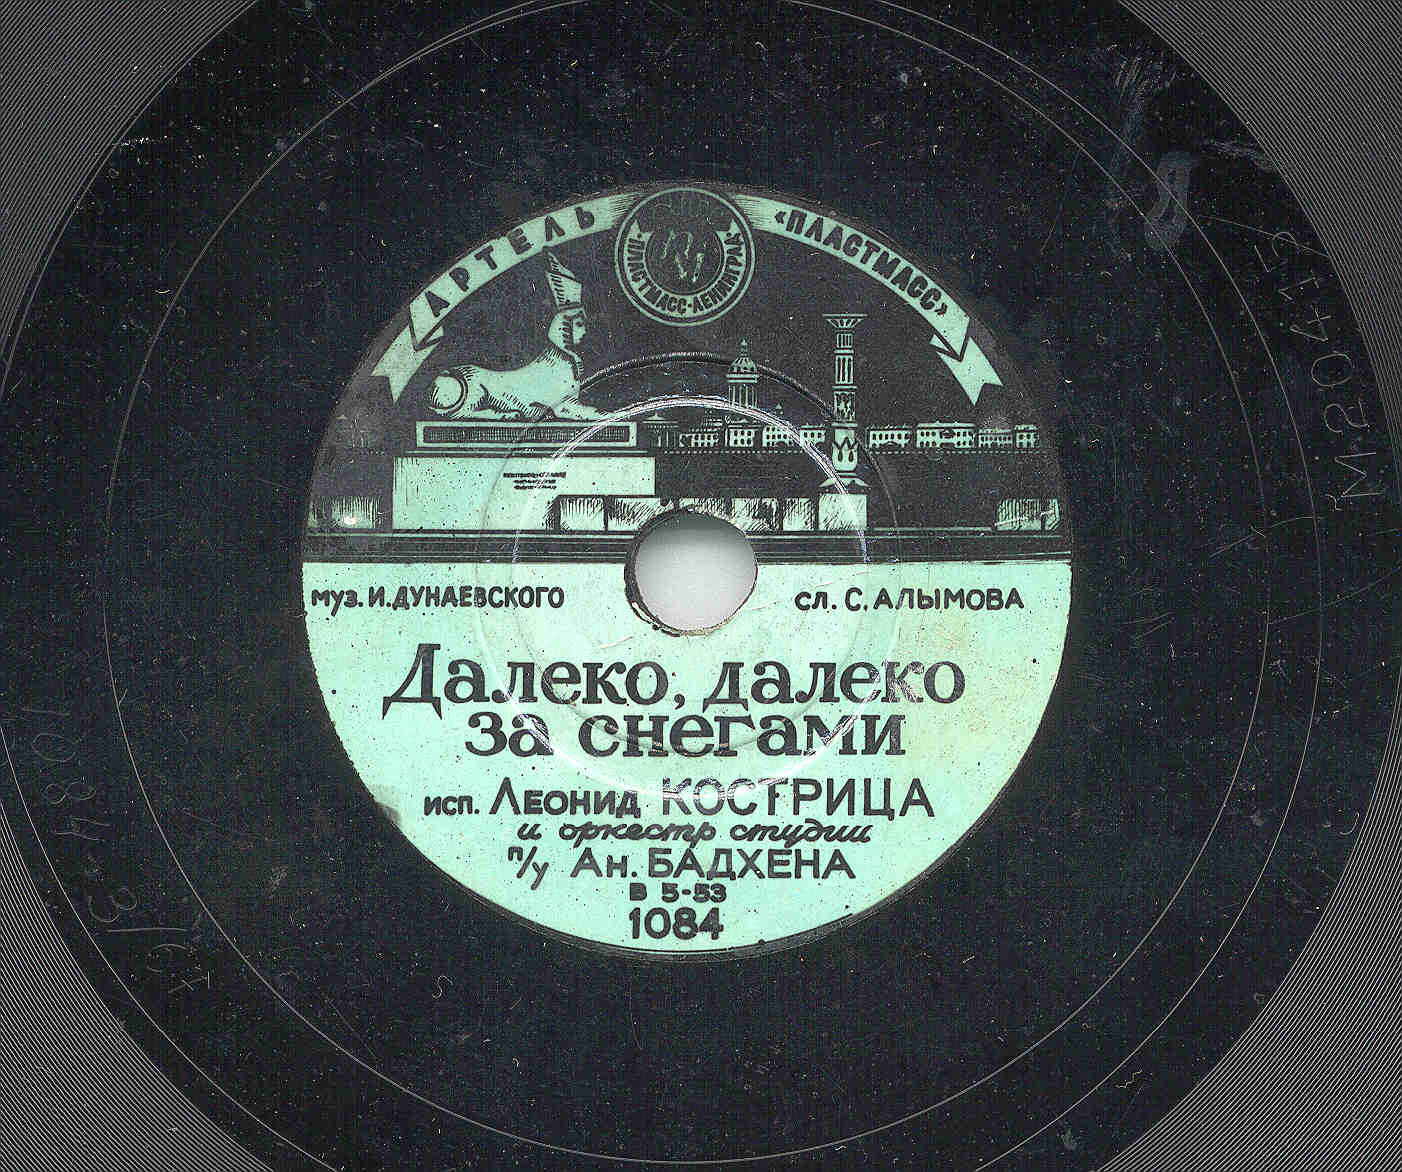 АРТЕЛЬ
«ПЛАСТМАСС»
ПМ
ПЛАСТМАСС·ЛЕНИНГРАД
муз. И. ДУНАЕВСКОГО
сл. С. АЛЫМОВА
Далеко, далеко
за снегами
исп. Леонид КОСТРИЦА
и оркестр студии
п/у Ан. БАДХЕНА
В 5-53
1084
М20415
1084-3/